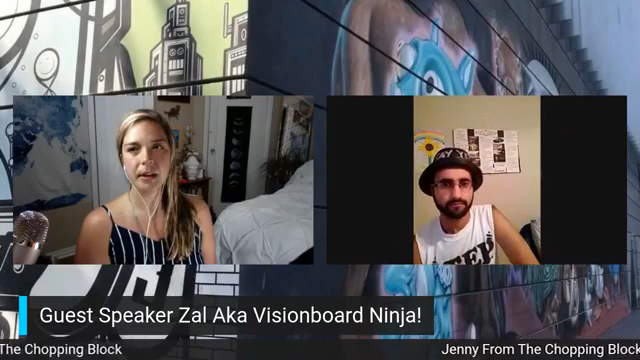 Guest Speaker Zal Aka Visionboard Ninja!
The Chopping Block
Jenny From The Chopping Block